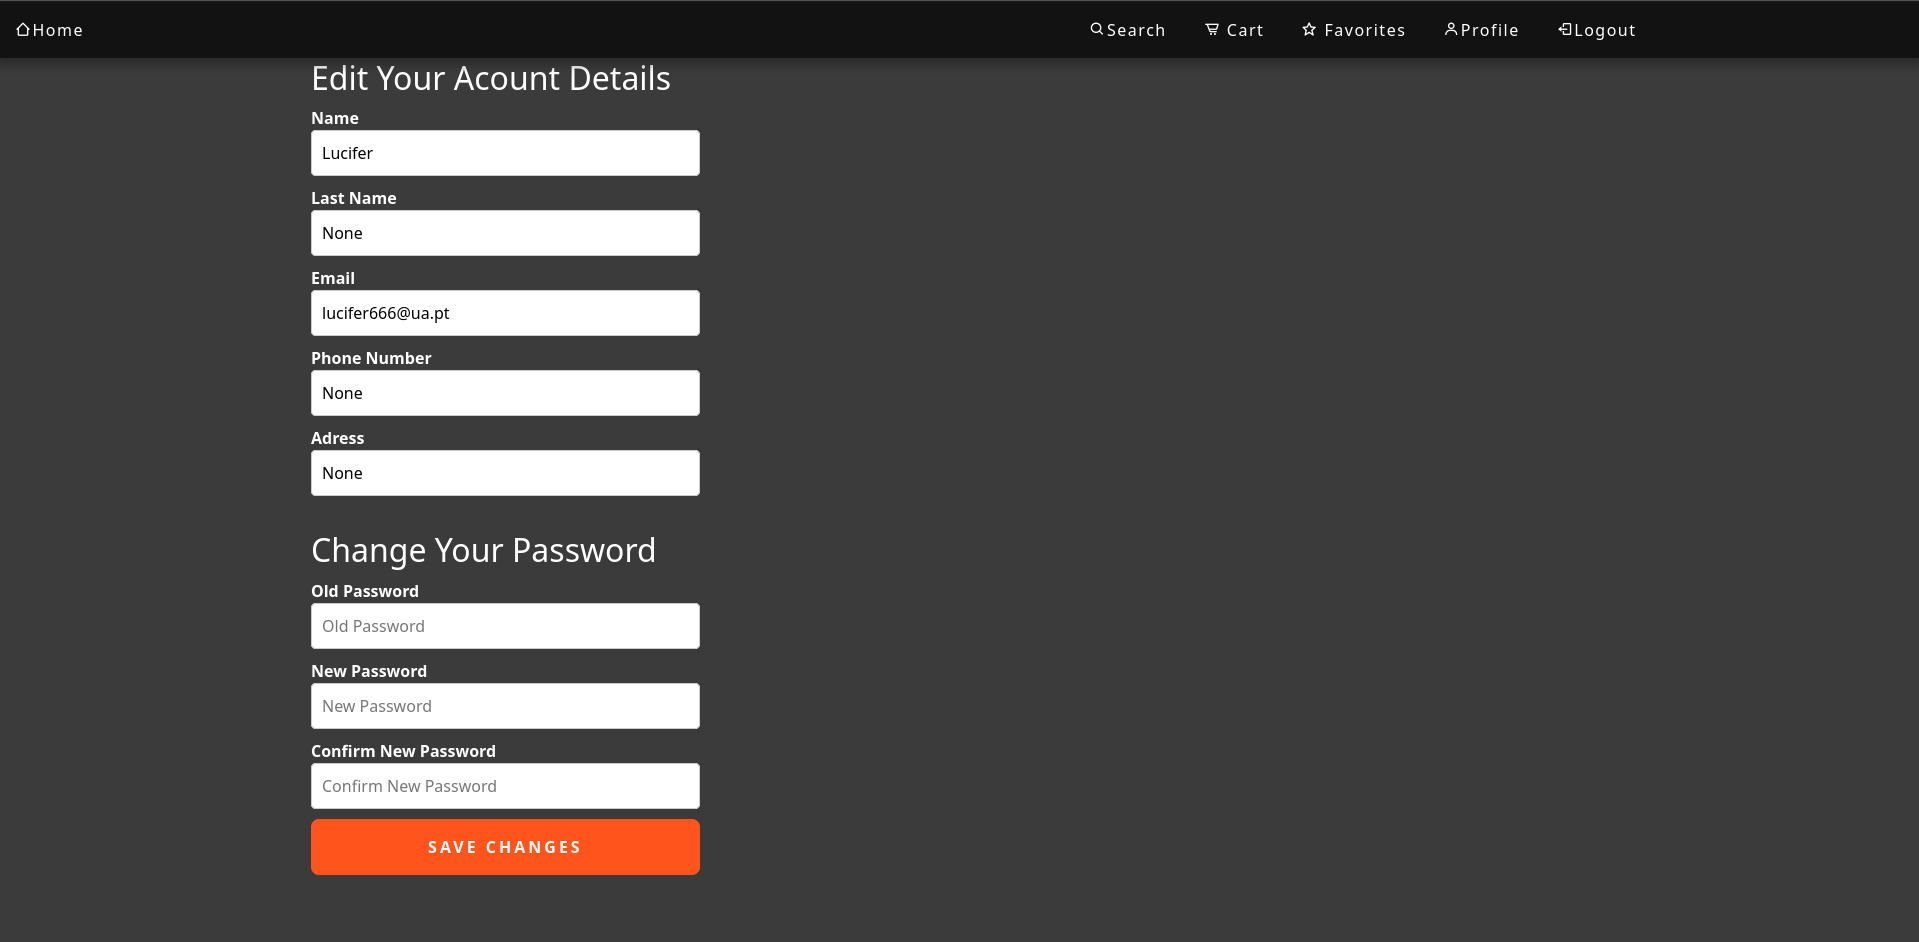 Home Search Cart Favorites Profile Logout
Edit Your Acount Details
Name
Lucifer
Last Name
None
Email
lucifer666@ua.pt
Phone Number
None
Adress
None
Change Your Password
Old Password
Old Password
New Password
New Password
Confirm New Password
Confirm New Password
SAVE CHANGES